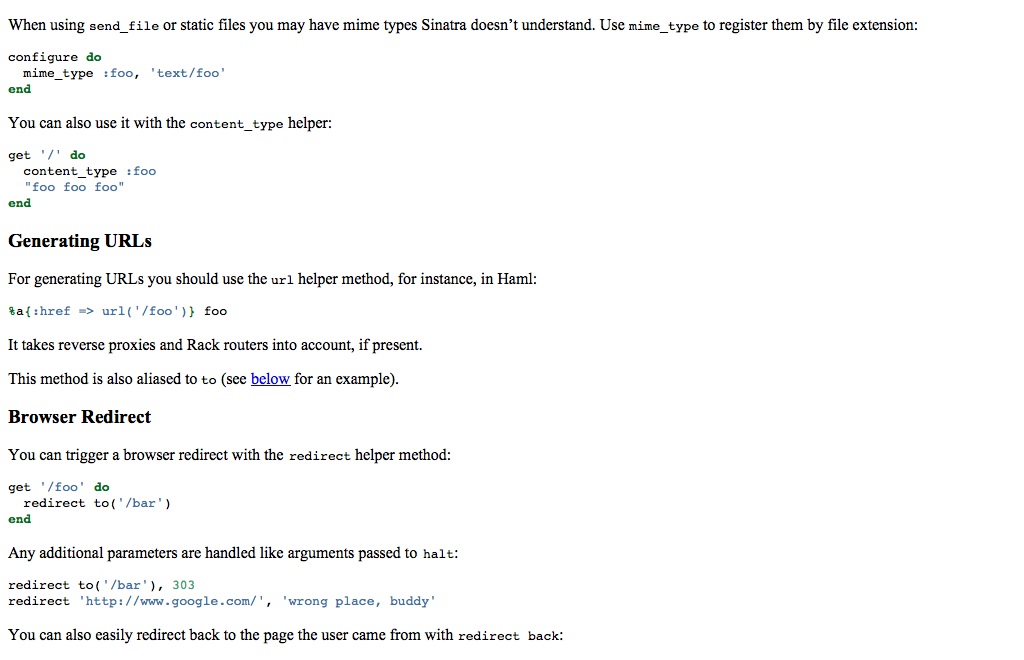 When using send_file or static files you may have mime types Sinatra doesn’t understand. Use mime_type to register them by file extension:
configure do
  mime_type :foo, 'text/foo'
end
You can also use it with the content_type helper:
get '/' do
  content_type :foo
  "foo foo foo"
end
Generating URLs
For generating URLs you should use the url helper method, for instance, in Haml:
%a{:href => url('/foo')} foo
It takes reverse proxies and Rack routers into account, if present.
This method is also aliased to to (see below for an example).
Browser Redirect
You can trigger a browser redirect with the redirect helper method:
get '/foo' do
  redirect to('/bar')
end
Any additional parameters are handled like arguments passed to halt:
redirect to('/bar'), 303
redirect 'http://www.google.com/', 'wrong place, buddy'
You can also easily redirect back to the page the user came from with redirect back: